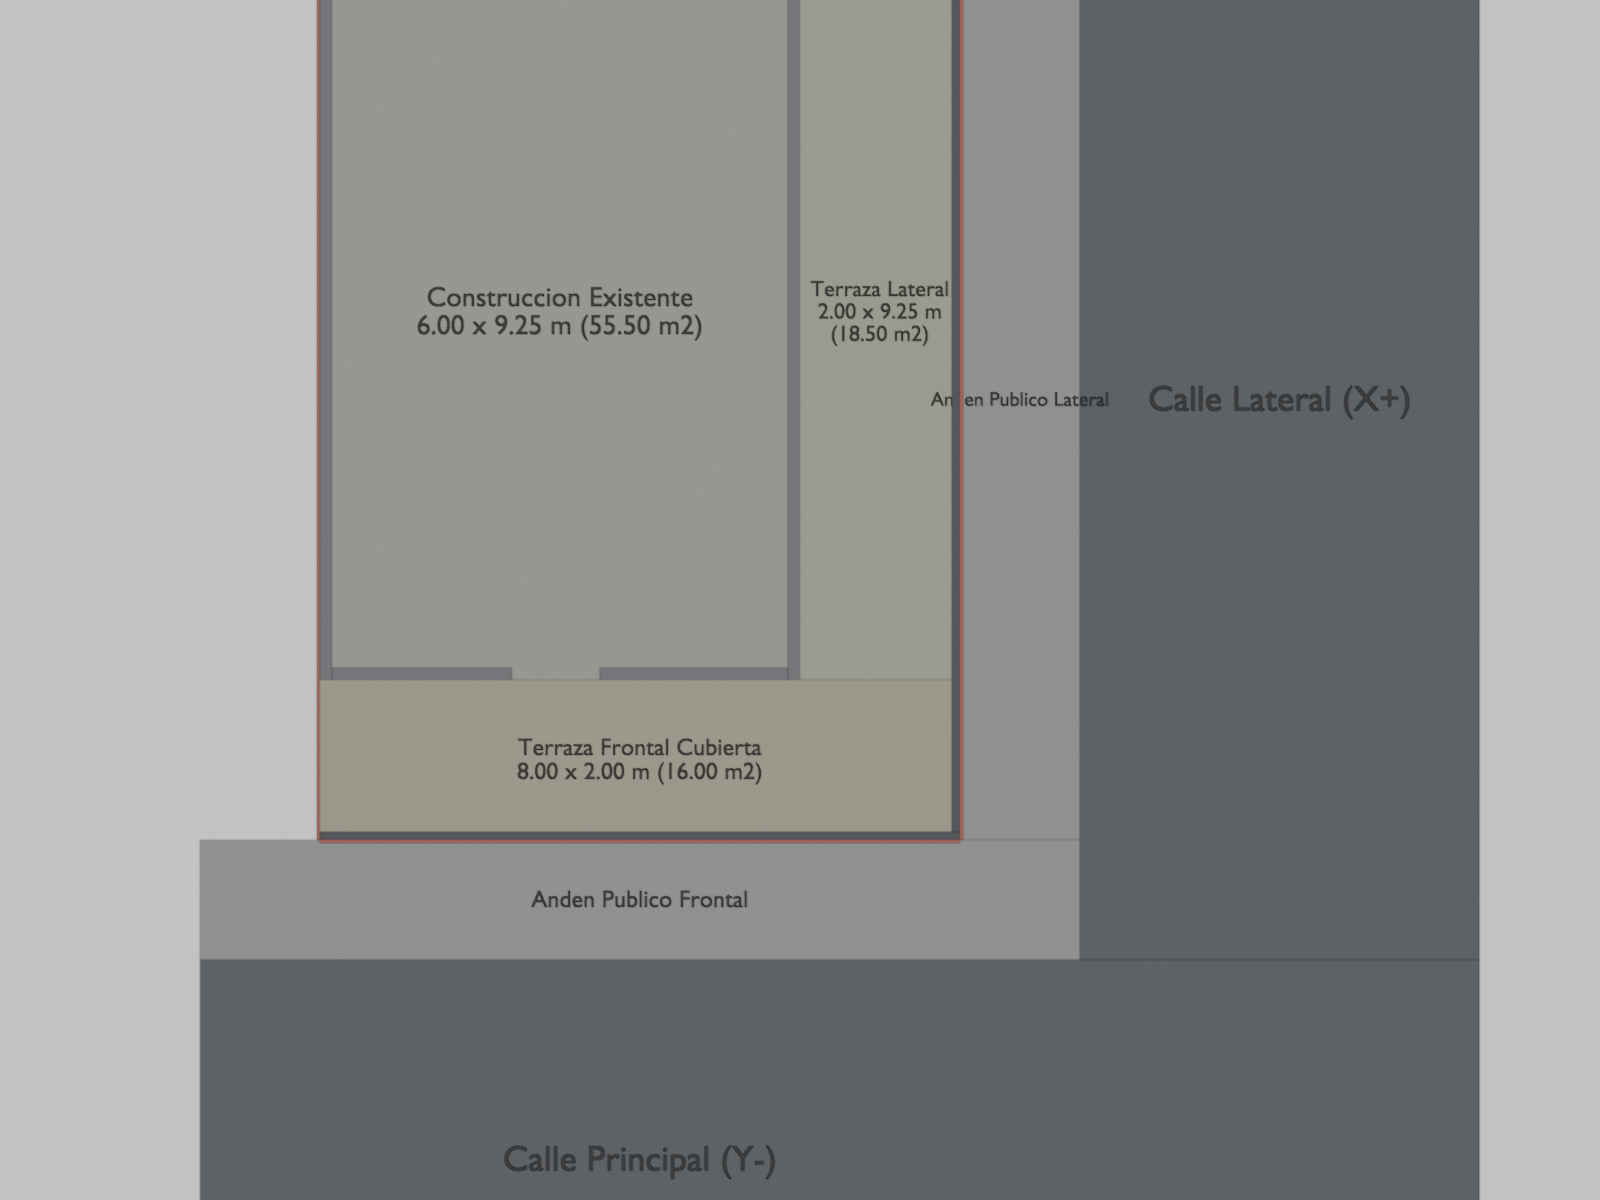 Construccion Existente
6.00 x 9.25 m (55.50 m2)
Terraza Lateral
2.00 x 9.25 m
(18.50 m2)
Anden Publico Lateral
Calle Lateral (X+)
Terraza Frontal Cubierta
8.00 x 2.00 m (16.00 m2)
Anden Publico Frontal
Calle Principal (Y-)